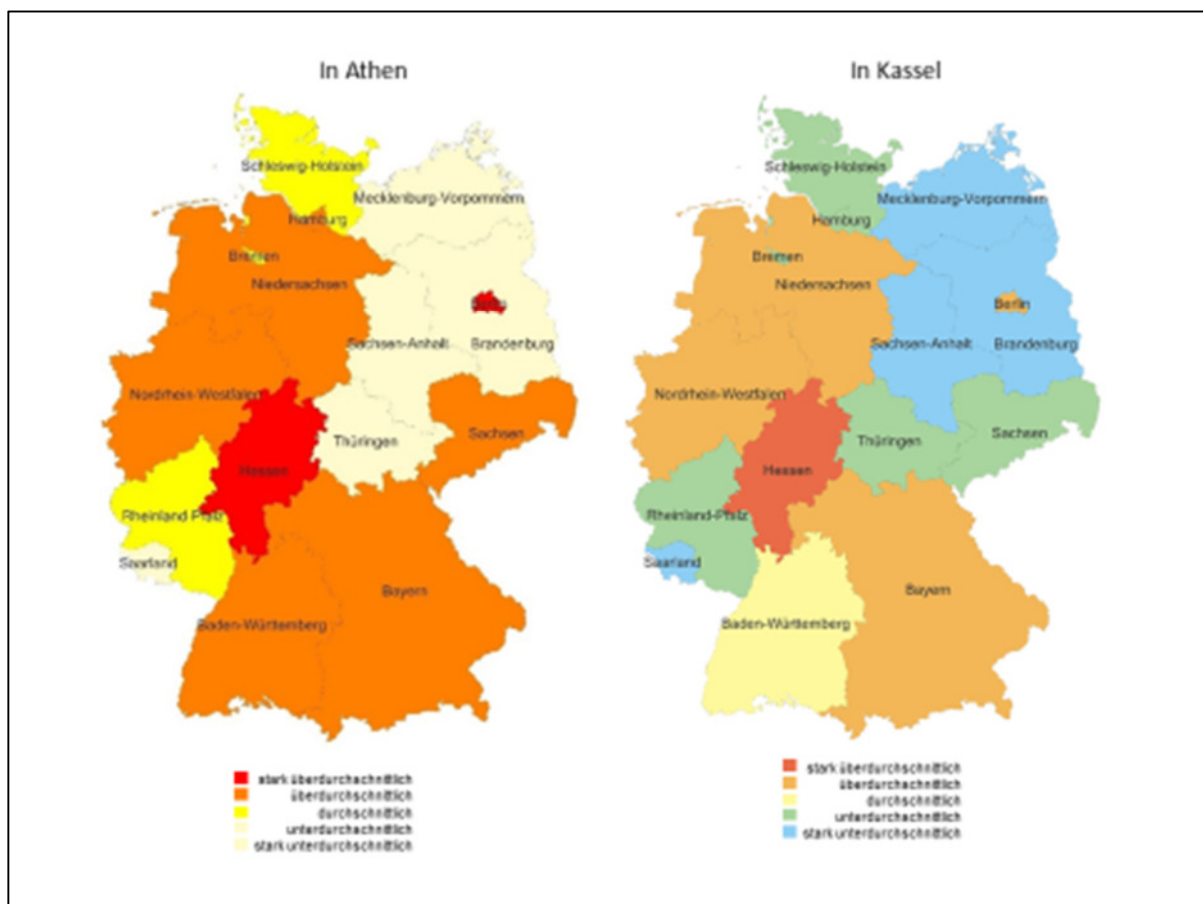 In Athen
Schleswig-Holstein
Mecklenburg-Vorpommern
Hamburg
Bremen
Niedersachsen
Berlin
Sachsen-Anhalt
Brandenburg
Nordrhein-Westfalen
Thüringen
Sachsen
Hessen
Rheinland-Pfalz
Saarland
Bayern
Baden-Württemberg
stark überdurchschnittlich
überdurchschnittlich
durchschnittlich
unterdurchschnittlich
stark unterdurchschnittlich
In Kassel
Schleswig-Holstein
Mecklenburg-Vorpommern
Hamburg
Bremen
Niedersachsen
Berlin
Sachsen-Anhalt
Brandenburg
Nordrhein-Westfalen
Thüringen
Sachsen
Hessen
Rheinland-Pfalz
Saarland
Bayern
Baden-Württemberg
stark überdurchschnittlich
überdurchschnittlich
durchschnittlich
unterdurchschnittlich
stark unterdurchschnittlich